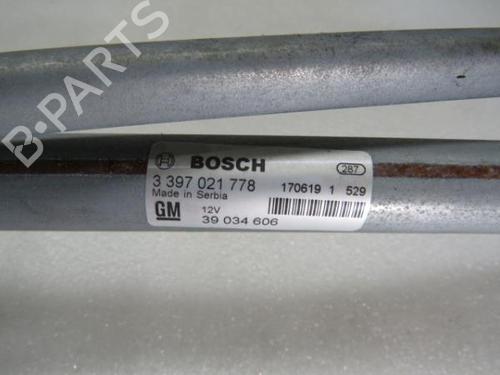 B-PARTS
BOSCH
287
3 397 021 778
170619 1 529
Made in Serbia
GM
12V
39 034 606